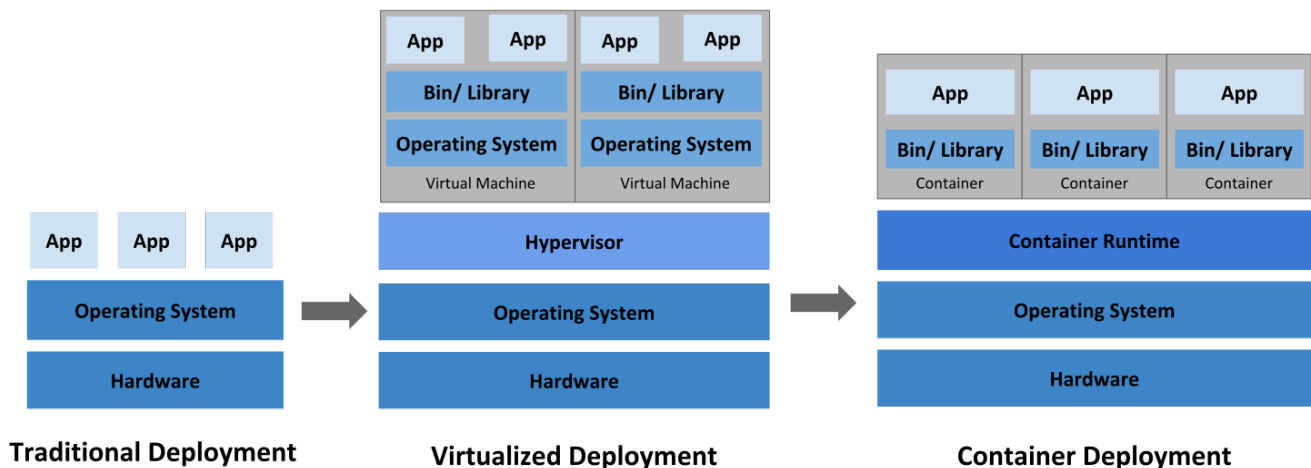 App
App
App
Operating System
Hardware
Traditional Deployment
App
App
Bin/ Library
Operating System
Virtual Machine
App
App
Bin/ Library
Operating System
Virtual Machine
Hypervisor
Operating System
Hardware
Virtualized Deployment
App
Bin/ Library
Container
App
Bin/ Library
Container
App
Bin/ Library
Container
Container Runtime
Operating System
Hardware
Container Deployment